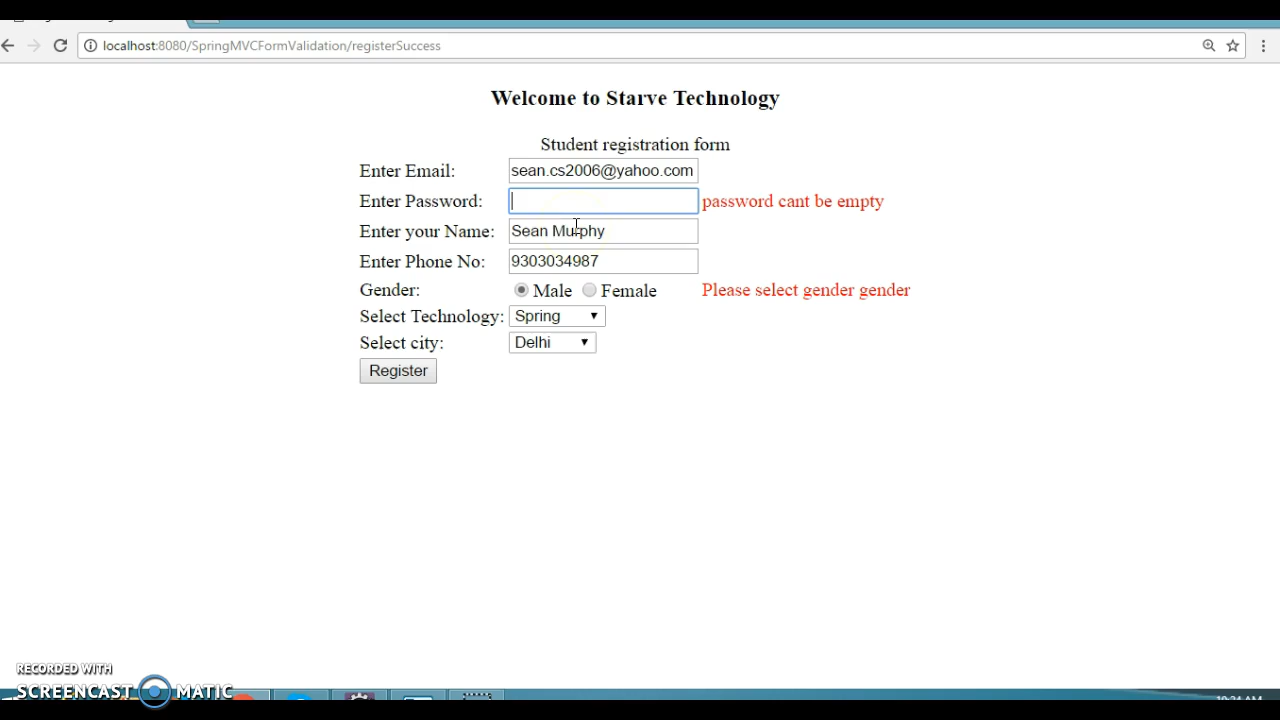 localhost:8080/SpringMVCFormValidation/registerSuccess
Welcome to Starve Technology
Student registration form
Enter Email: sean.cs2006@yahoo.com
Enter Password: password cant be empty
Enter your Name: Sean Murphy
Enter Phone No: 9303034987
Gender: Male Female Please select gender gender
Select Technology: Spring
Select city: Delhi
Register
RECORDED WITH
SCREENCAST MATIC